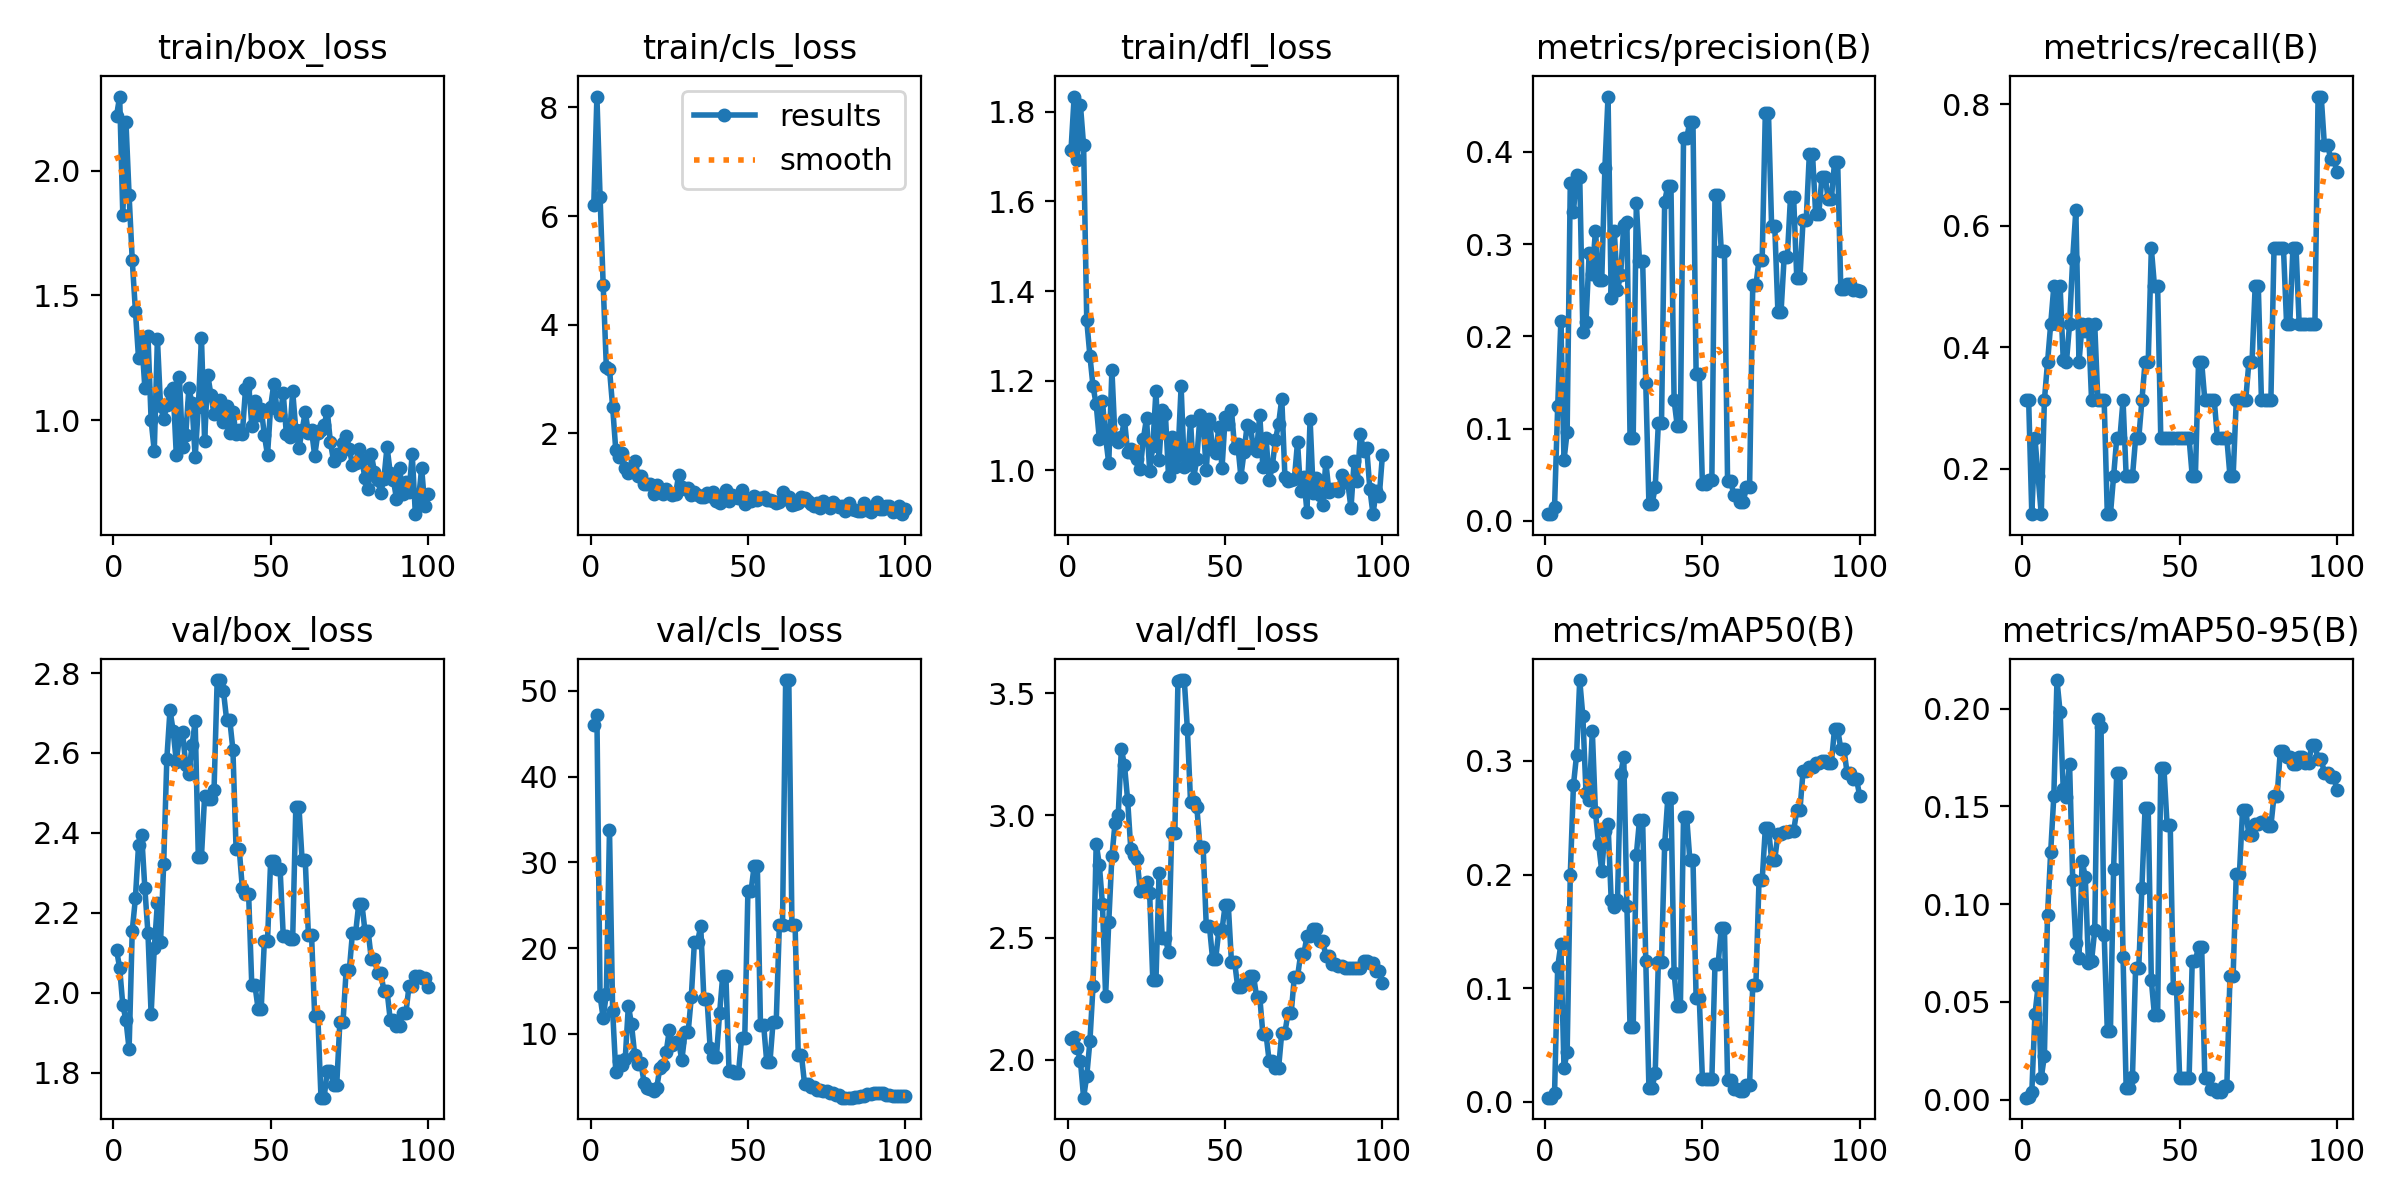 train/box_loss
train/cls_loss
train/dfl_loss
metrics/precision(B)
metrics/recall(B)
2.0
1.5
1.0
0 50 100
8
6
4
2
0 50 100
results
smooth
1.8
1.6
1.4
1.2
1.0
0 50 100
0.4
0.3
0.2
0.1
0.0
0 50 100
0.8
0.6
0.4
0.2
0 50 100
val/box_loss
val/cls_loss
val/dfl_loss
metrics/mAP50(B)
metrics/mAP50-95(B)
2.8
2.6
2.4
2.2
2.0
1.8
0 50 100
50
40
30
20
10
0 50 100
3.5
3.0
2.5
2.0
0 50 100
0.3
0.2
0.1
0.0
0 50 100
0.20
0.15
0.10
0.05
0.00
0 50 100